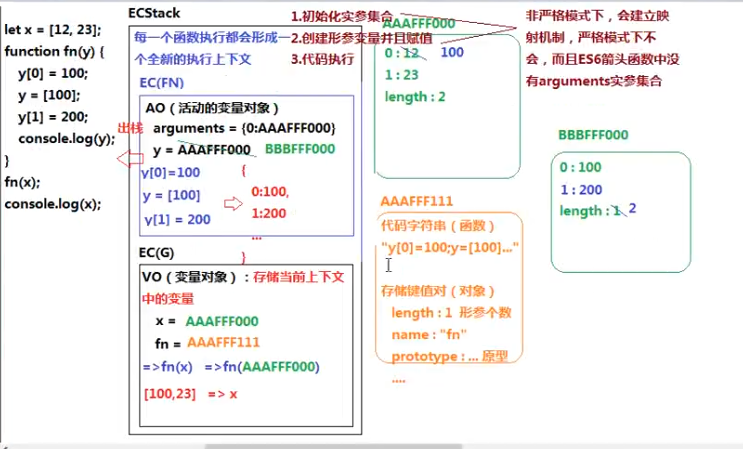 let x = [12, 23];
function fn(y) {
y[0] = 100;
y = [100];
y[1] = 200;
console.log(y);
}
fn(x);
console.log(x);
ECStack
每一个函数执行都会形成一
个全新的执行上下文
EC(FN)
AO（活动的变量对象）
arguments = {0:AAAFFF000}
y = AAAFFF000 BBBFFF000
出栈
y[0]=100
y = [100]
y[1] = 200
{
0:100,
1:200
...
}
EC(G)
VO（变量对象）: 存储当前上下文
中的变量
x = AAAFFF000
fn = AAAFFF111
=>fn(x) =>fn(AAAFFF000)
[100,23] => x
1.初始化实参集合
2.创建形参变量并且赋值
3.代码执行
AAAFFF000
0 : 12 100
1 : 23
length : 2
非严格模式下，会建立映
射机制，严格模式下不
会，而且ES6箭头函数中没
有arguments实参集合
AAAFFF111
代码字符串（函数）
"y[0]=100;y=[100]..."
存储键值对（对象）
length : 1 形参个数
name : "fn"
prototype : ... 原型
....
BBBFFF000
0 : 100
1 : 200
length : 1 2